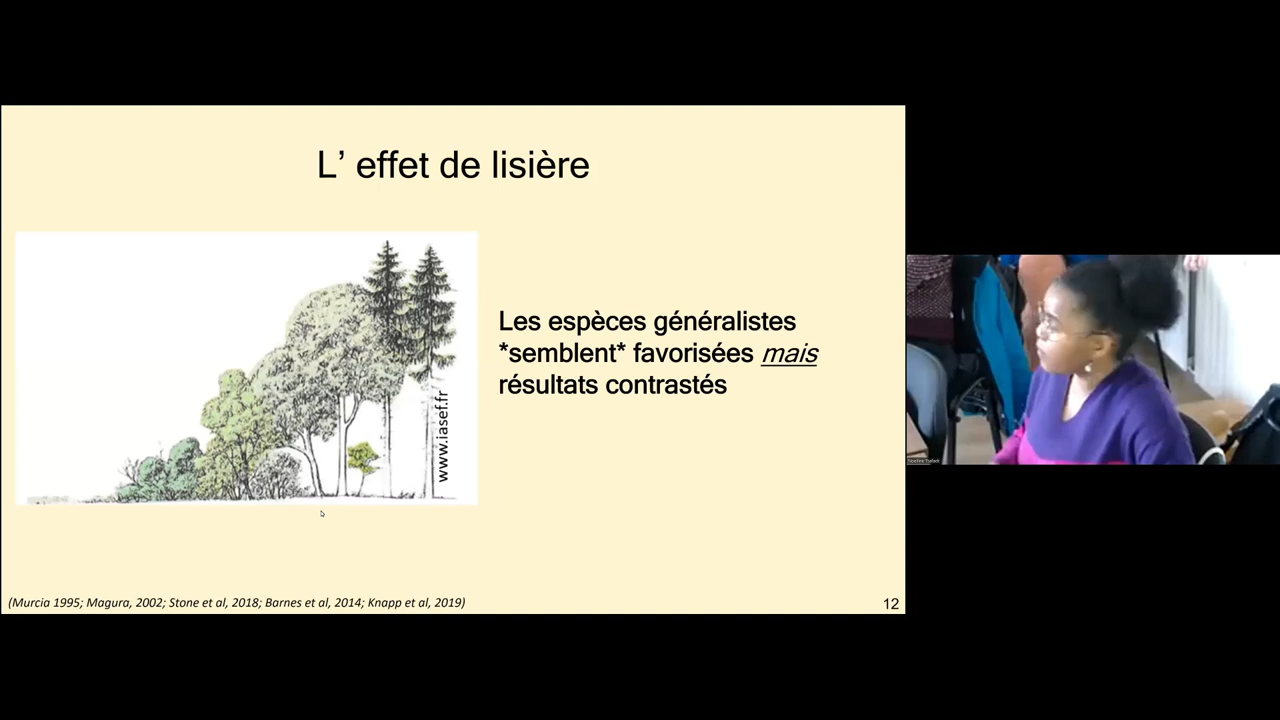 L’ effet de lisière
Les espèces généralistes
*semblent* favorisées mais
résultats contrastés
www.iasef.fr
(Murcia 1995; Magura, 2002; Stone et al, 2018; Barnes et al, 2014; Knapp et al, 2019)
12